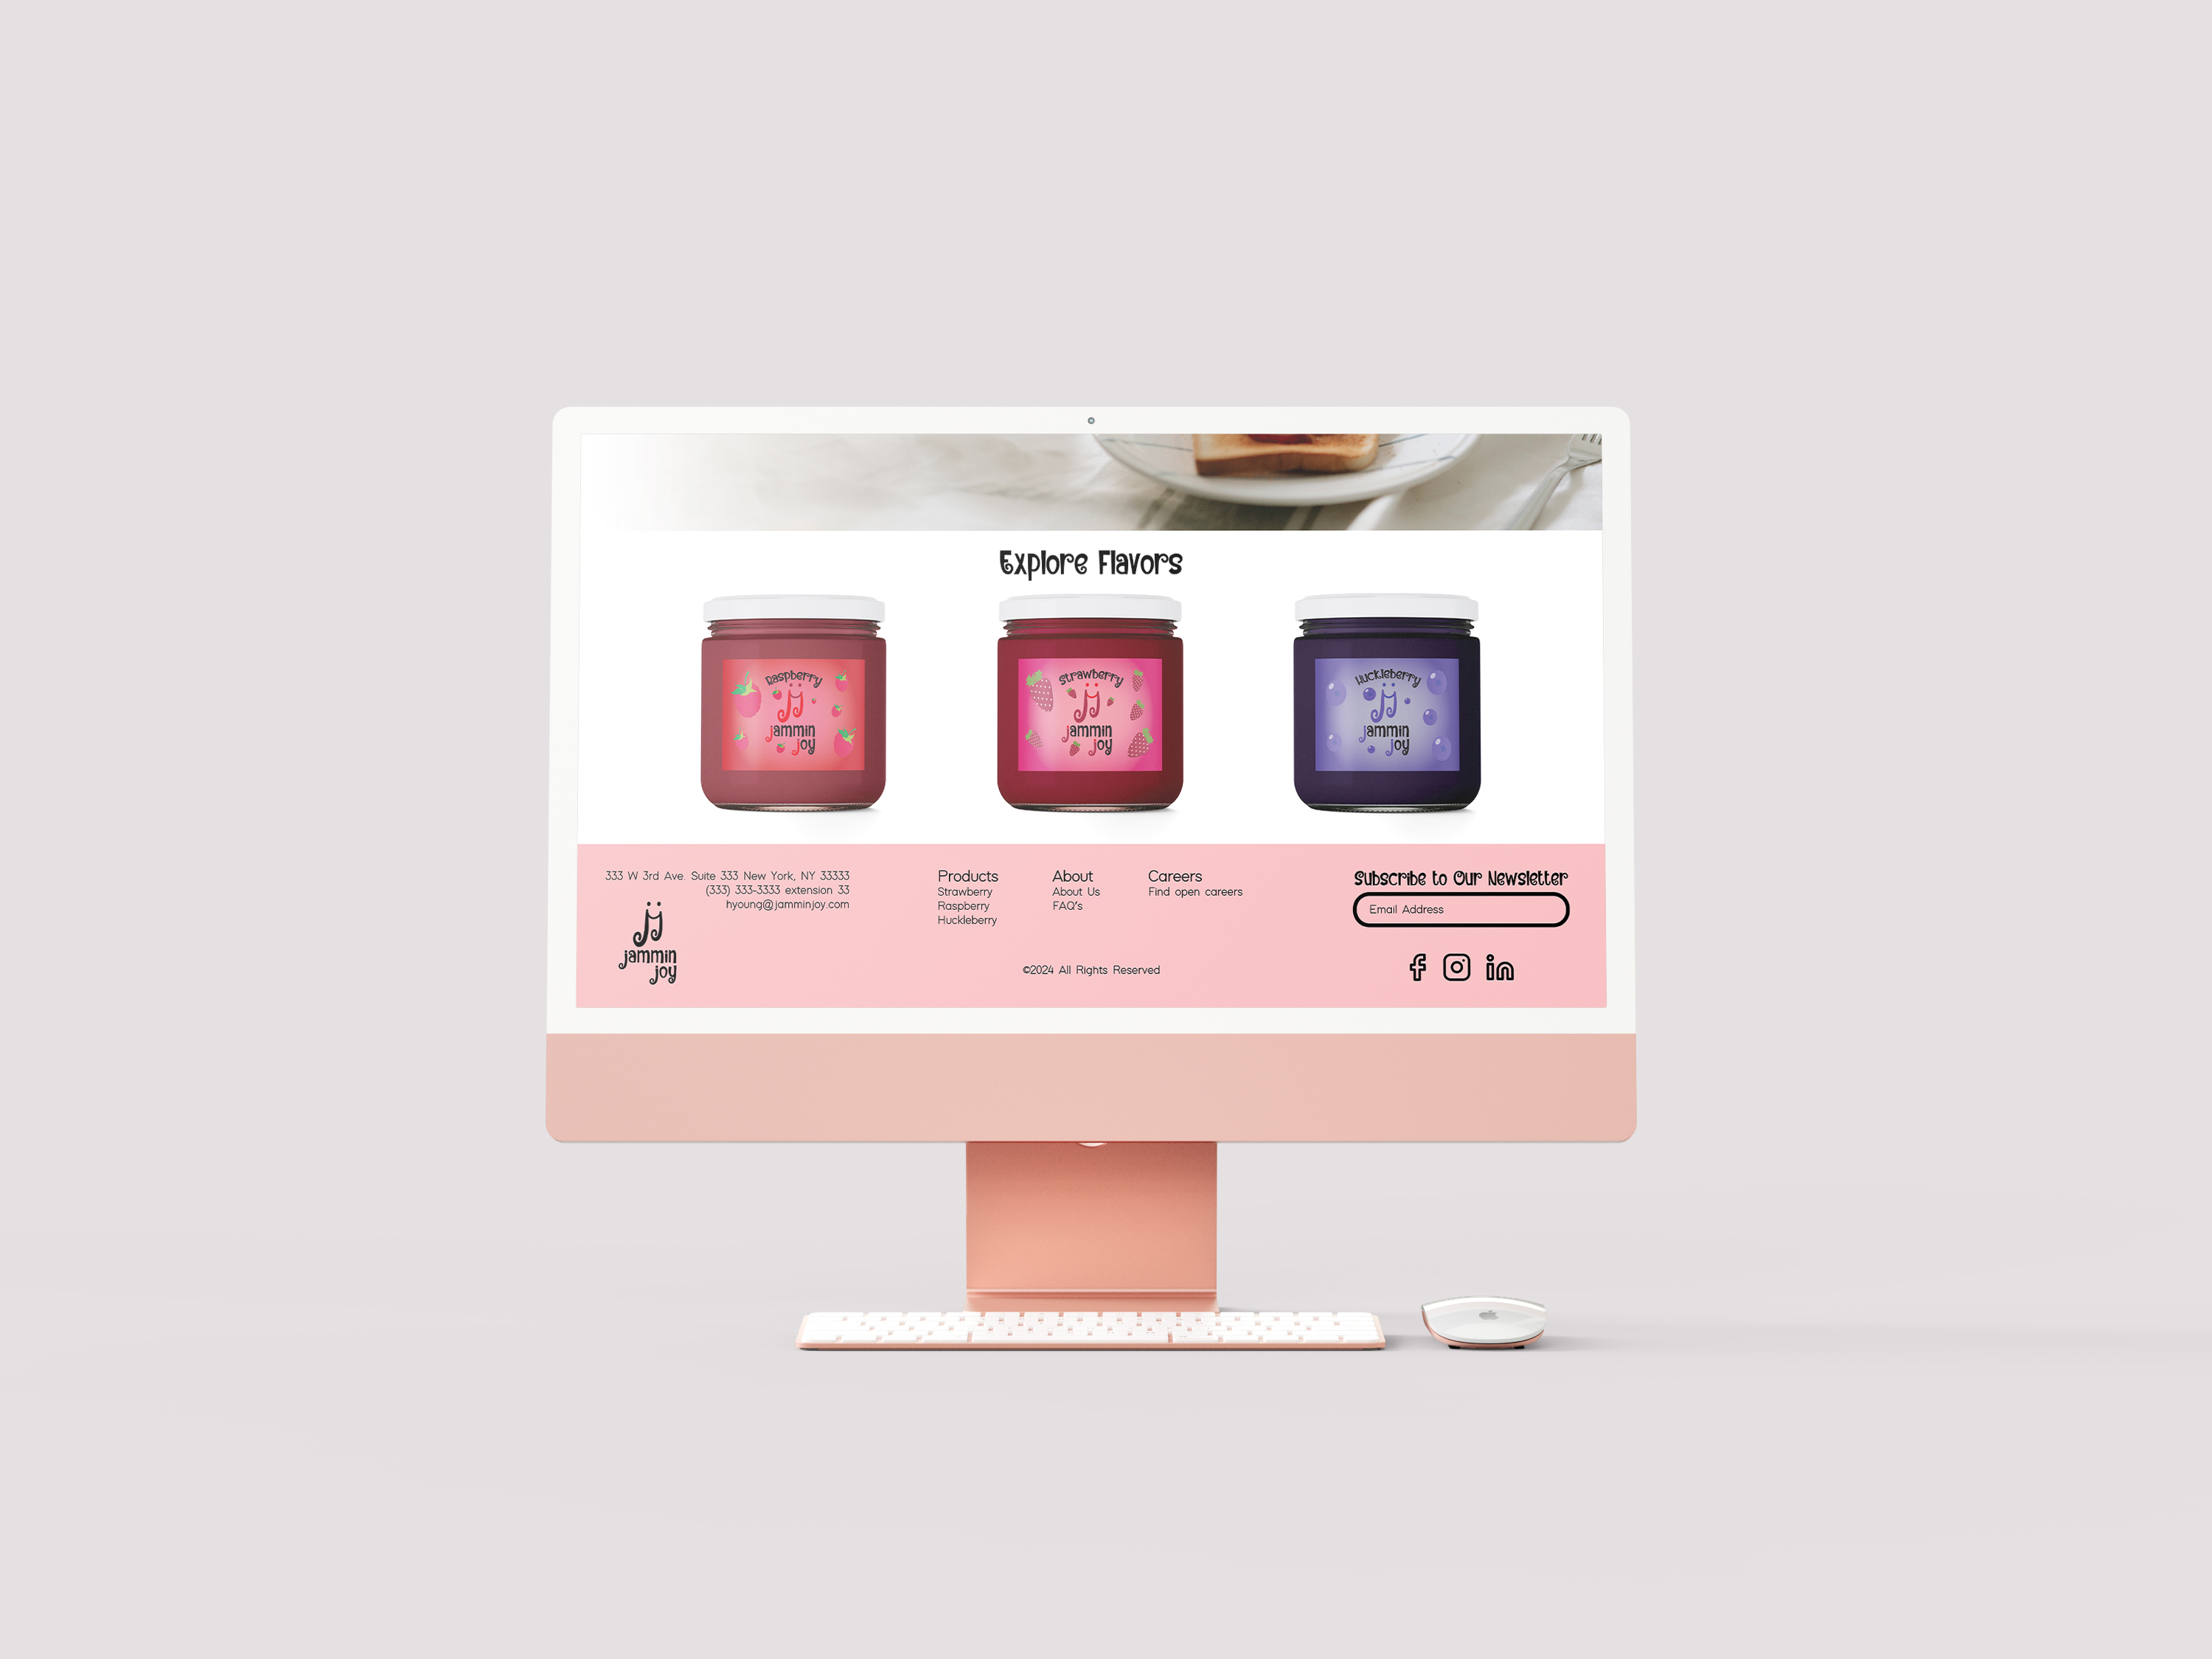 Explore Flavors
Raspberry
jammin
joy
Strawberry
jammin
joy
Huckleberry
jammin
joy
333 W 3rd Ave. Suite 333 New York, NY 33333
(333) 333-3333 extension 33
hyoung@jamminjoy.com
jammin
joy
Products
Strawberry
Raspberry
Huckleberry
About
About Us
FAQ's
Careers
Find open careers
©2024 All Rights Reserved
Subscribe to Our Newsletter
Email Address